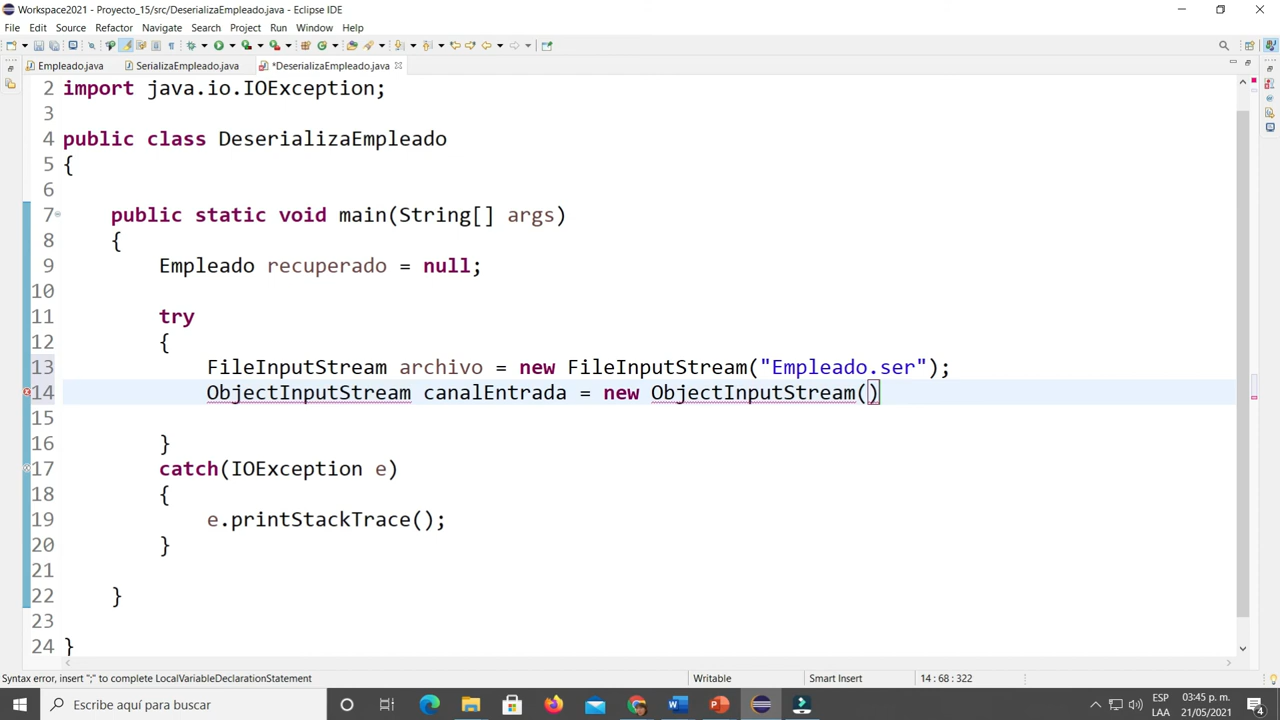 Workspace2021 - Proyecto_15/src/DeserializaEmpleado.java - Eclipse IDE
File Edit Source Refactor Navigate Search Project Run Window Help
Empleado.java SerializaEmpleado.java *DeserializaEmpleado.java
2 import java.io.IOException;
3
4 public class DeserializaEmpleado
5 {
6
7 public static void main(String[] args)
8 {
9 Empleado recuperado = null;
10
11 try
12 {
13 FileInputStream archivo = new FileInputStream("Empleado.ser");
14 ObjectInputStream canalEntrada = new ObjectInputStream()
15
16 }
17 catch(IOException e)
18 {
19 e.printStackTrace();
20 }
21
22 }
23
24 }
Syntax error, insert ";" to complete LocalVariableDeclarationStatement Writable Smart Insert 14 : 68 : 322
Escribe aquí para buscar ESP 03:45 p. m.
LAA 21/05/2021 4